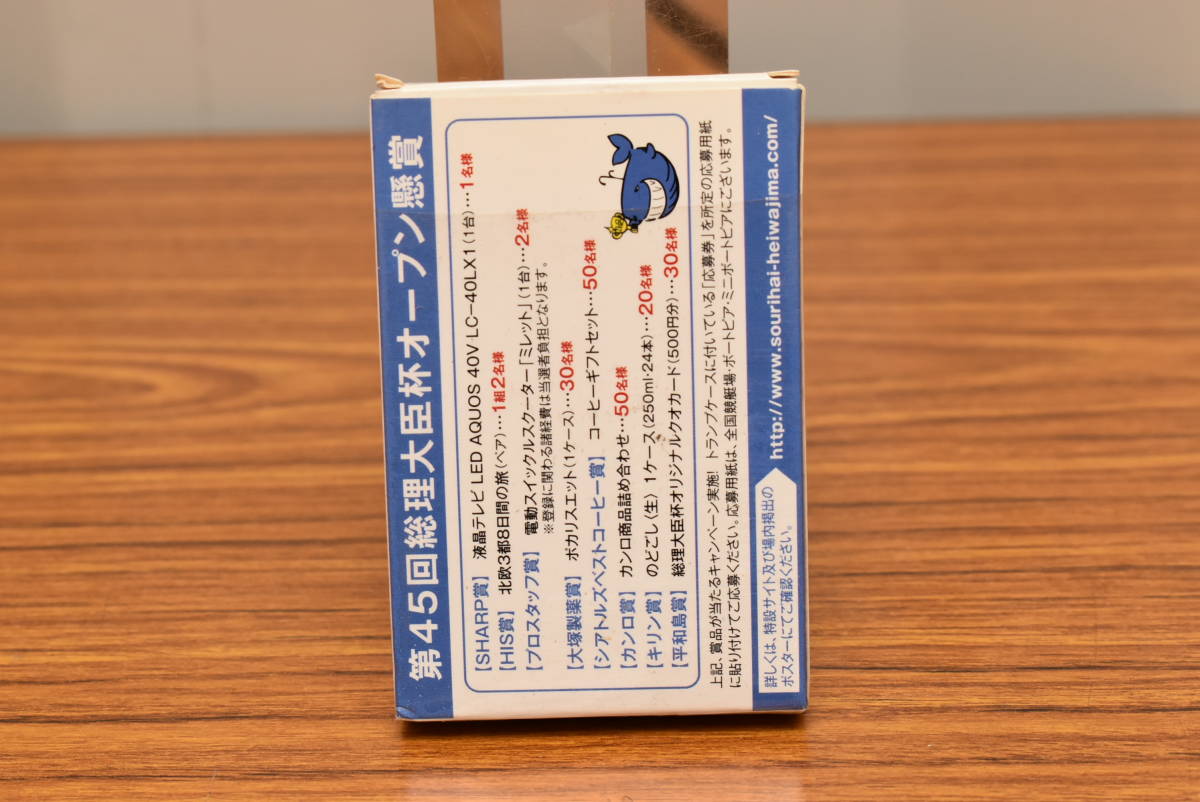 第45回総理大臣杯オープン懸賞
【SHARP賞】 液晶テレビ LED AQUOS 40V LC-40LX1(1台)…1名様
【HIS賞】 北欧3都8日間の旅(ペア)…1組2名様
【プロスタッフ賞】 電動スイックルスクーター「ミレット」(1台)…2名様
※登録に関わる諸経費は当選者負担となります。
【大塚製薬賞】 ポカリスエット(1ケース)…30名様
【シアトルズベストコーヒー賞】 コーヒーギフトセット…50名様
【カンロ賞】 カンロ商品詰め合わせ…50名様
【キリン賞】 のどごし〈生〉1ケース(250ml・24本)…20名様
【平和島賞】 総理大臣杯オリジナルクオカード(500円分)…30名様
上記、賞品が当たるキャンペーン実施! トランプケースに付いている「応募券」を所定の応募用紙
に貼り付けてご応募ください。応募用紙は、全国競艇場・ボートピア・ミニボートピアにございます。
詳しくは、特設サイト及び場内掲出の
ポスターにてご確認ください。
http://www.sourihai-heiwajima.com/